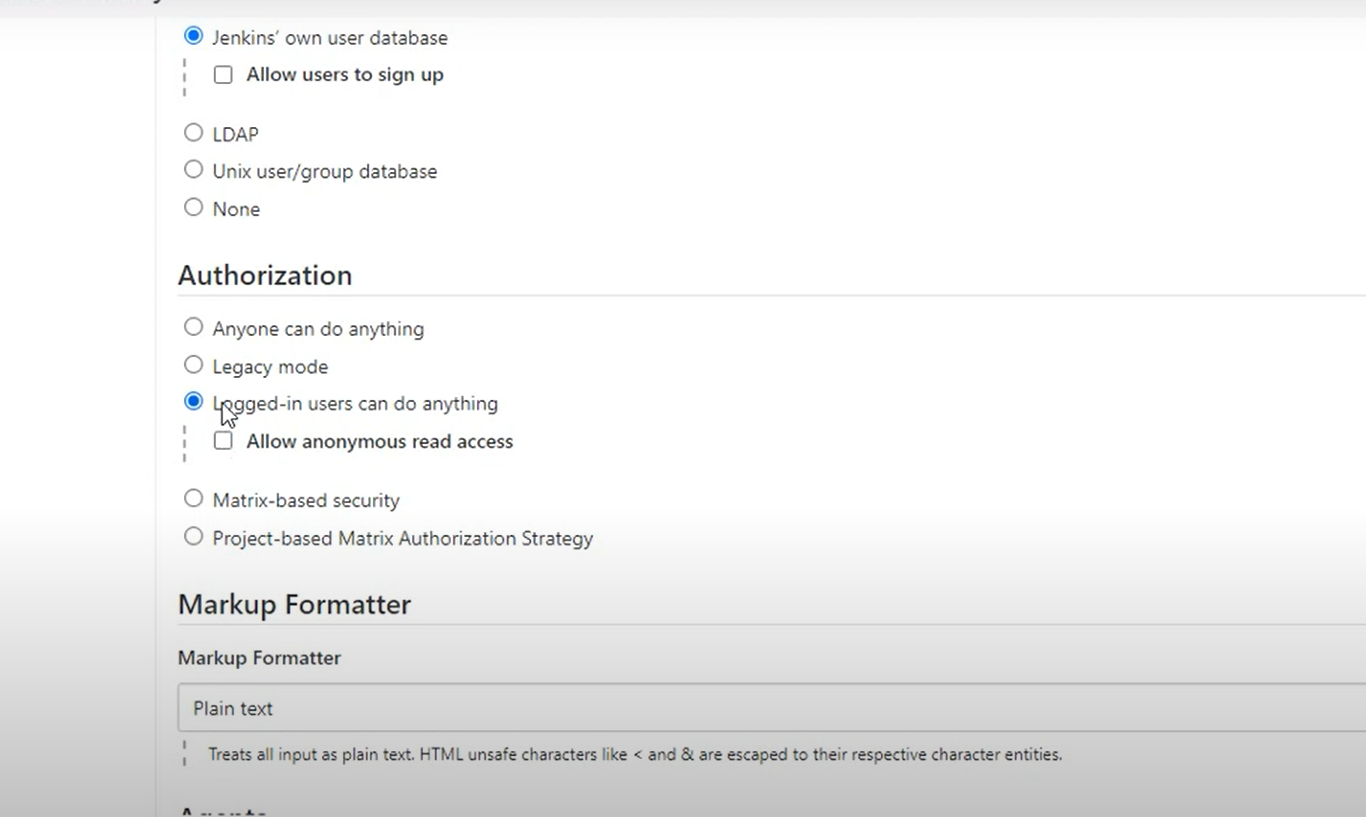 Jenkins' own user database
Allow users to sign up
LDAP
Unix user/group database
None
Authorization
Anyone can do anything
Legacy mode
Logged-in users can do anything
Allow anonymous read access
Matrix-based security
Project-based Matrix Authorization Strategy
Markup Formatter
Markup Formatter
Plain text
Treats all input as plain text. HTML unsafe characters like < and & are escaped to their respective character entities.